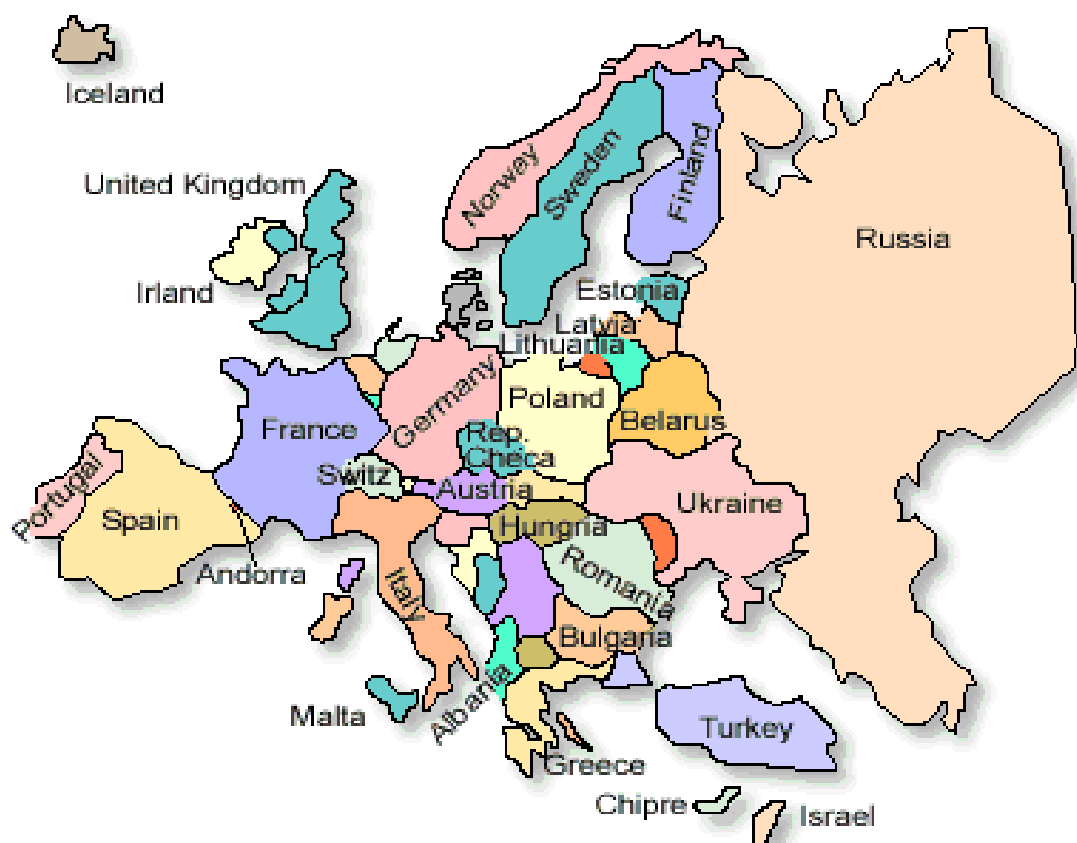 Iceland
United Kingdom
Irland
Norway
Sweden
Finland
Russia
Estonia
Latvia
Lithuania
Germany
Poland
Belarus
France
Rep.
Checa
Switz
Austria
Ukraine
Portugal
Spain
Hungria
Andorra
Italy
Romania
Bulgaria
Malta
Albania
Turkey
Greece
Chipre
Israel